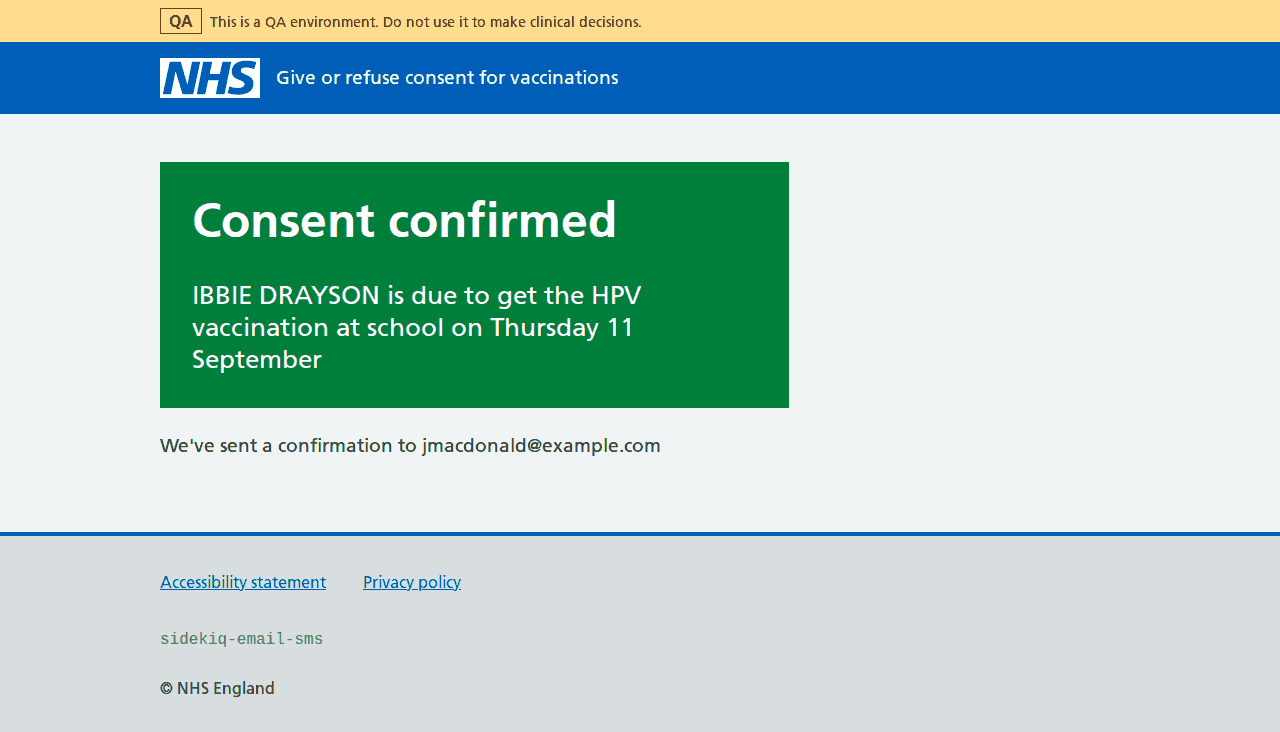 QA This is a QA environment. Do not use it to make clinical decisions.
NHS Give or refuse consent for vaccinations
Consent confirmed
IBBIE DRAYSON is due to get the HPV
vaccination at school on Thursday 11
September
We've sent a confirmation to jmacdonald@example.com
Accessibility statement Privacy policy
sidekiq-email-sms
© NHS England